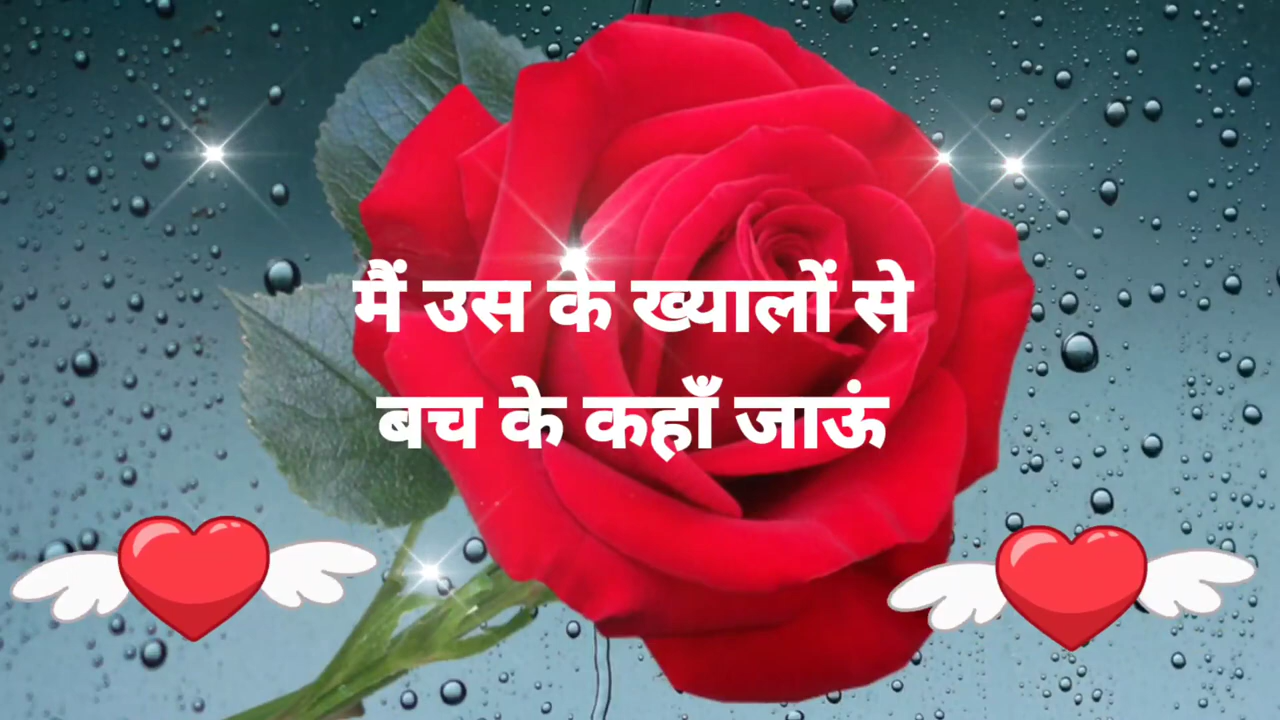 मैं उस के ख्यालों से
बच के कहाँ जाऊं